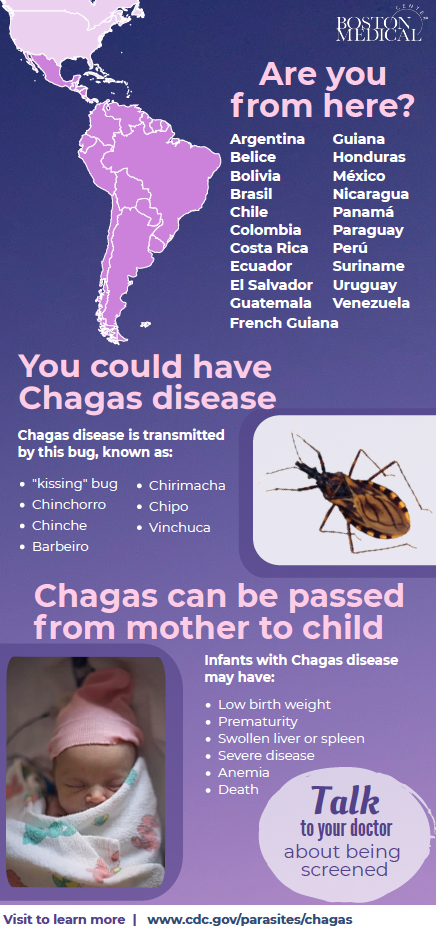 CENTER
BOSTON
MEDICAL
Are you
from here?
Argentina
Belice
Bolivia
Brasil
Chile
Colombia
Costa Rica
Ecuador
El Salvador
Guatemala
French Guiana
Guiana
Honduras
México
Nicaragua
Panamá
Paraguay
Perú
Suriname
Uruguay
Venezuela
You could have
Chagas disease
Chagas disease is transmitted
by this bug, known as:
• "kissing" bug
• Chinchorro
• Chinche
• Barbeiro
• Chirimacha
• Chipo
• Vinchuca
Chagas can be passed
from mother to child
Infants with Chagas disease
may have:
• Low birth weight
• Prematurity
• Swollen liver or spleen
• Severe disease
• Anemia
• Death
Talk
to your doctor
about being
screened
Visit to learn more | www.cdc.gov/parasites/chagas